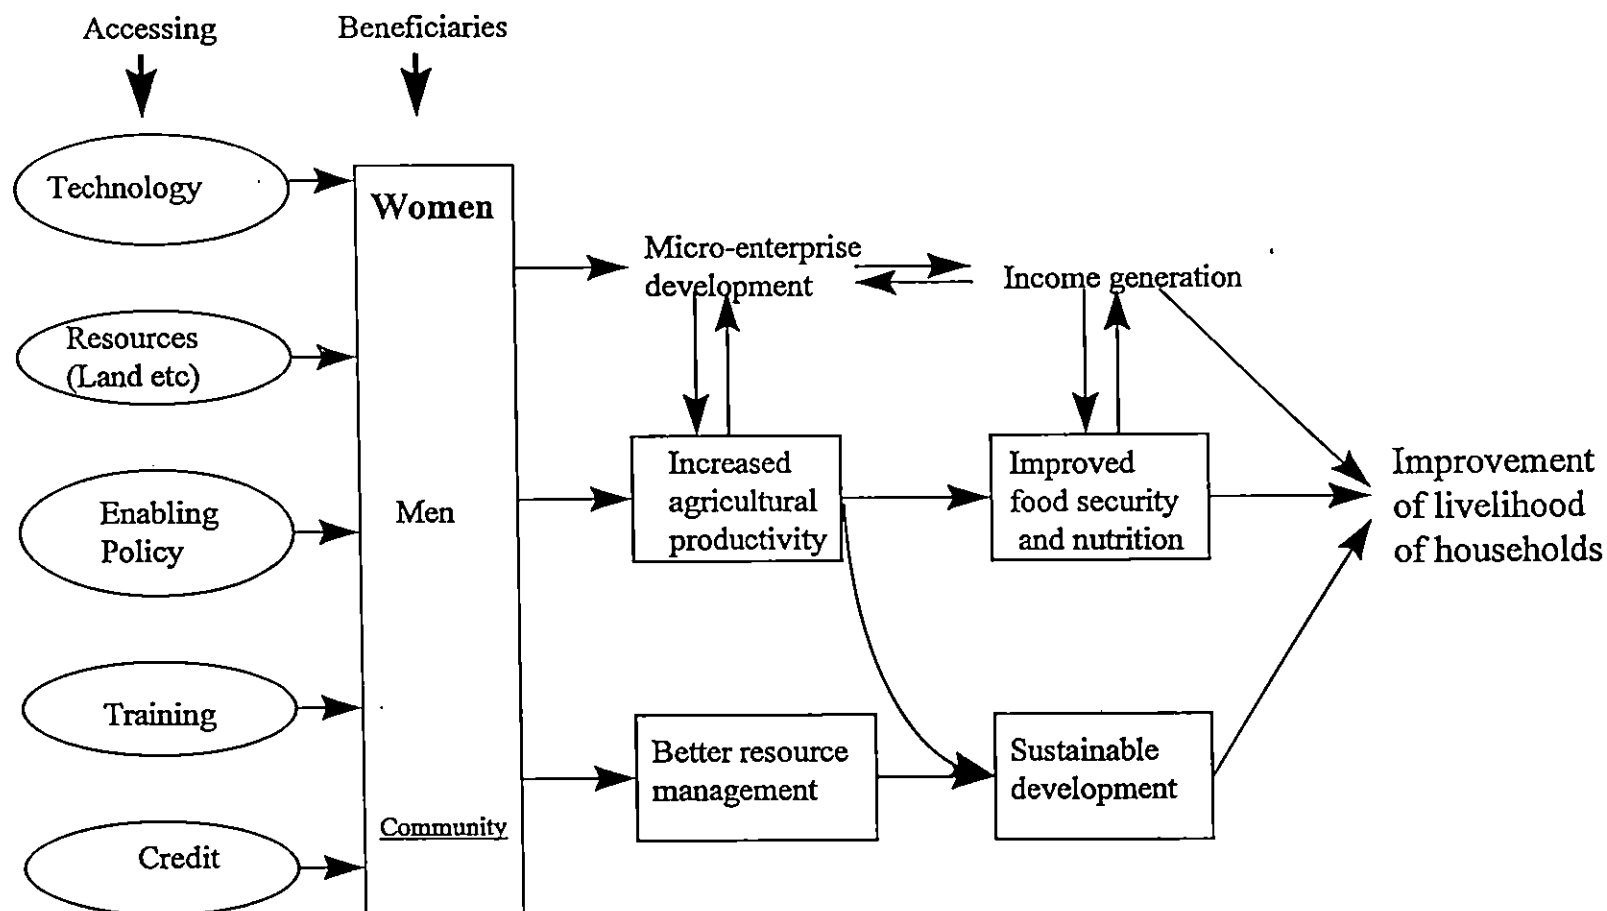 Accessing
Beneficiaries
Technology
Resources
(Land etc)
Enabling
Policy
Training
Credit
Women
Men
Community
Micro-enterprise
development
Income generation
Increased
agricultural
productivity
Improved
food security
and nutrition
Better resource
management
Sustainable
development
Improvement
of livelihood
of households